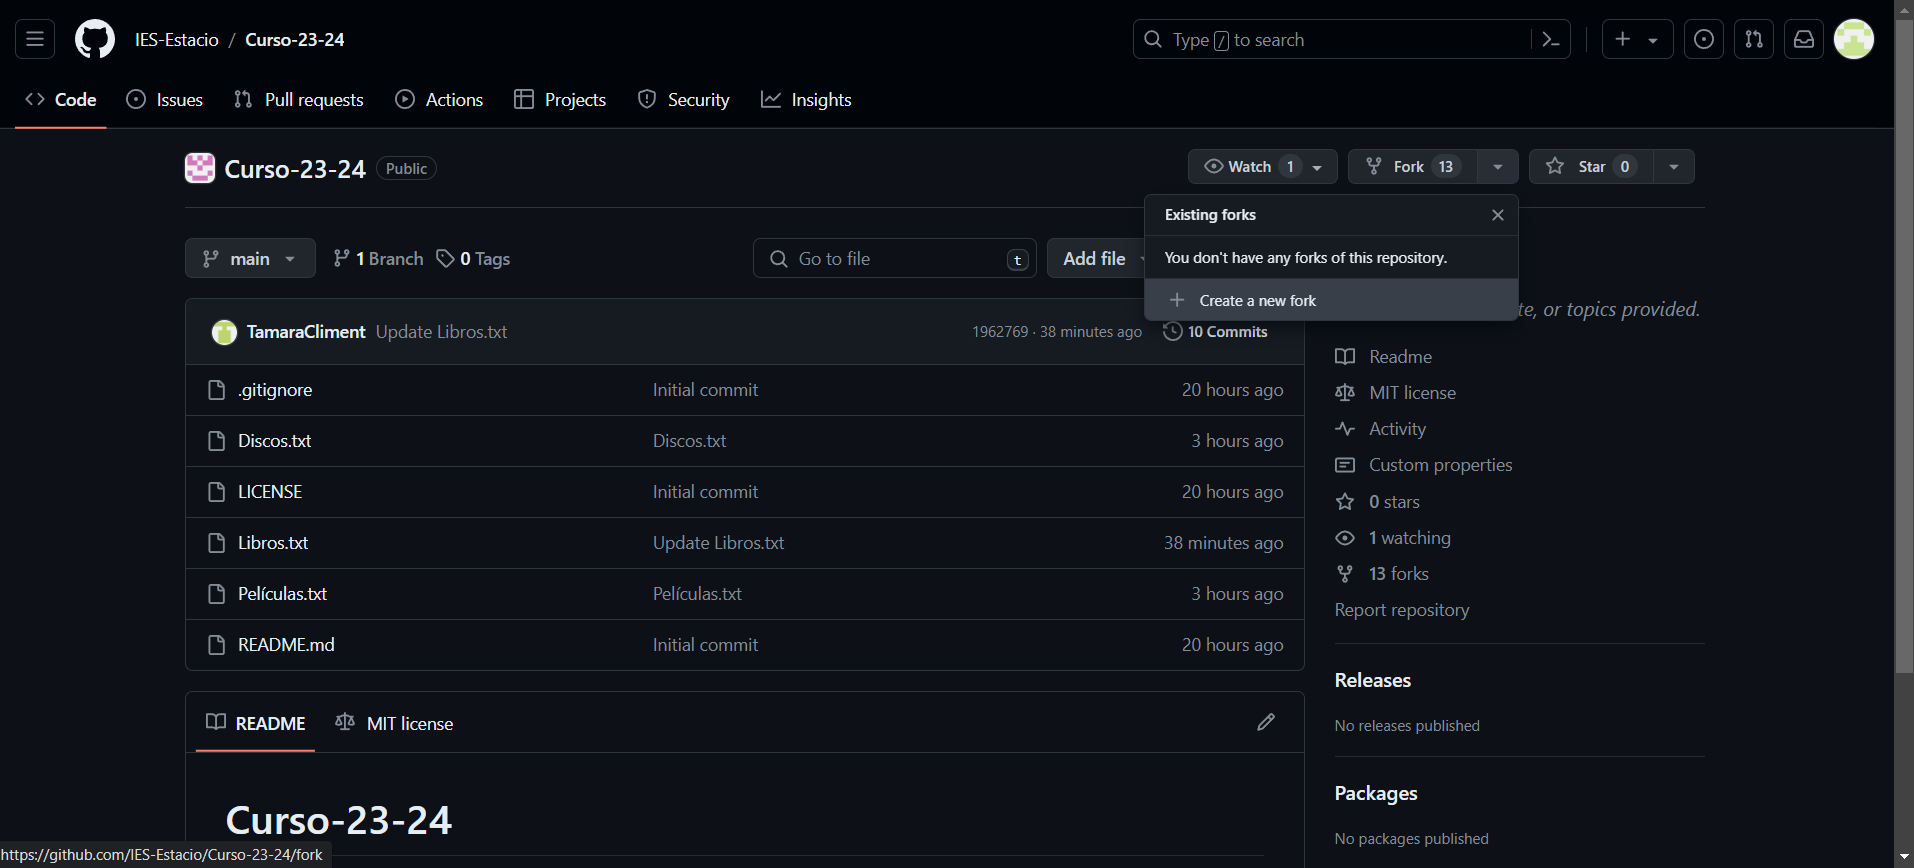 IES-Estacio / Curso-23-24
Type / to search
Code Issues Pull requests Actions Projects Security Insights
Curso-23-24 Public
Watch 1 Fork 13 Star 0
Existing forks
You don't have any forks of this repository.
Create a new fork
main 1 Branch 0 Tags
Go to file t
Add file
te, or topics provided.
TamaraCliment Update Libros.txt 1962769 · 38 minutes ago 10 Commits
.gitignore Initial commit 20 hours ago
Discos.txt Discos.txt 3 hours ago
LICENSE Initial commit 20 hours ago
Libros.txt Update Libros.txt 38 minutes ago
Películas.txt Películas.txt 3 hours ago
README.md Initial commit 20 hours ago
Readme
MIT license
Activity
Custom properties
0 stars
1 watching
13 forks
Report repository
Releases
No releases published
Packages
No packages published
README MIT license
Curso-23-24
https://github.com/IES-Estacio/Curso-23-24/fork